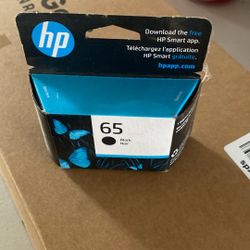 hp
Download the free
HP Smart app.
Téléchargez l'application
HP Smart gratuite.
hpapp.com
65
Black
Noir